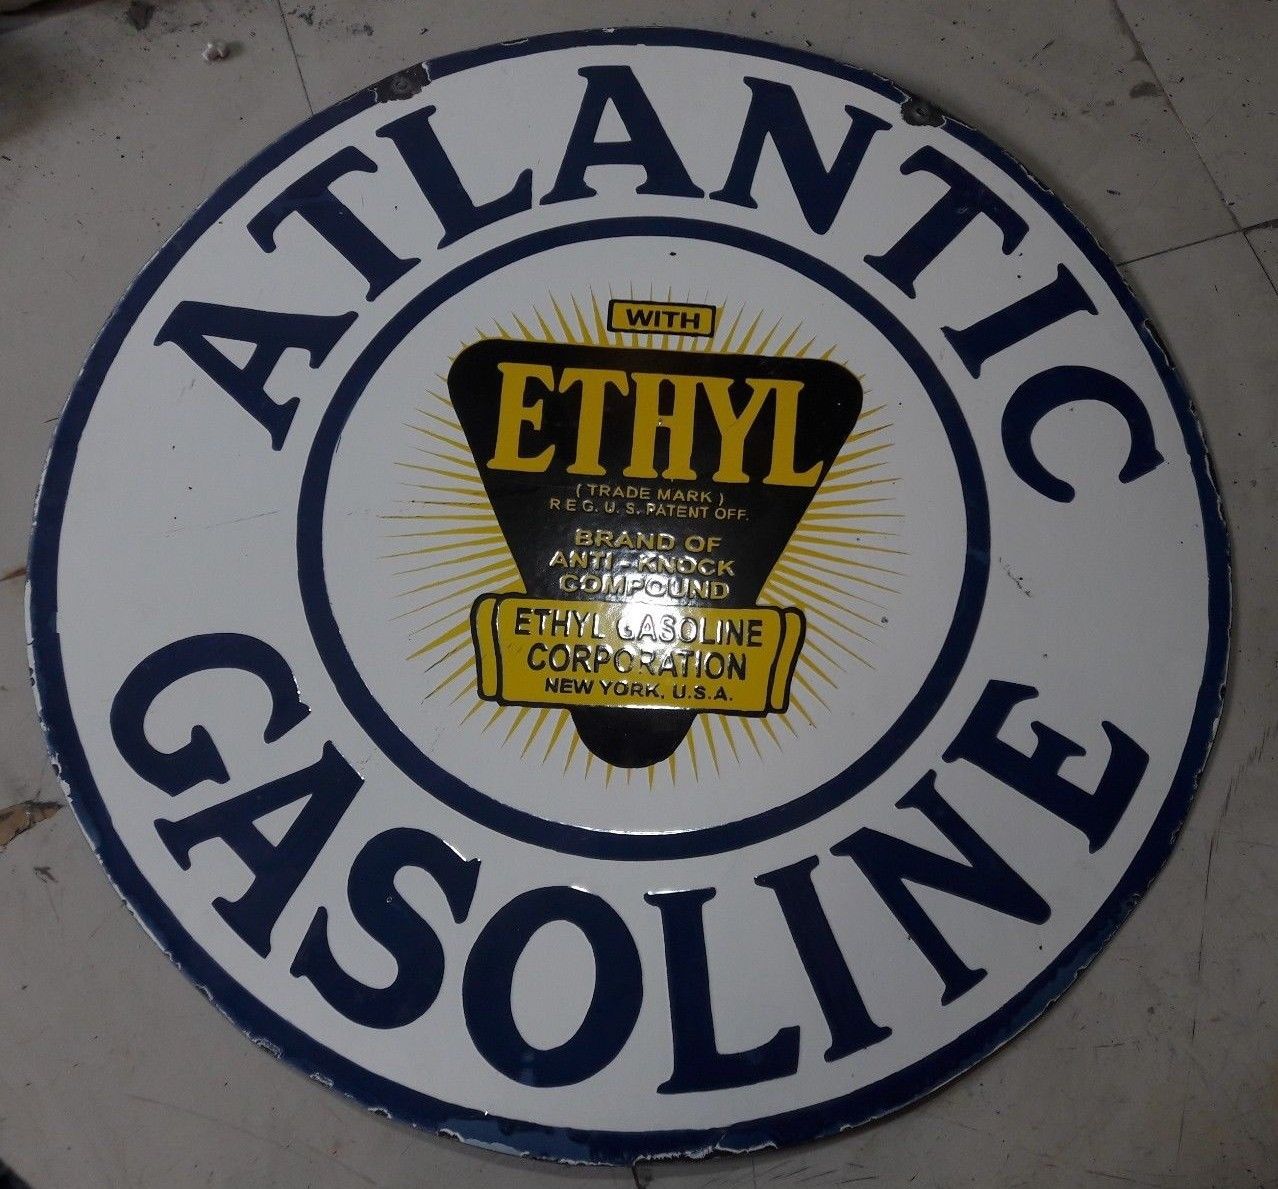 ATLANTIC
WITH
ETHYL
( TRADE MARK )
REG. U. S. PATENT OFF.
BRAND OF
ANTI-KNOCK
COMPOUND
ETHYL GASOLINE
CORPORATION
NEW YORK, U.S.A.
GASOLINE